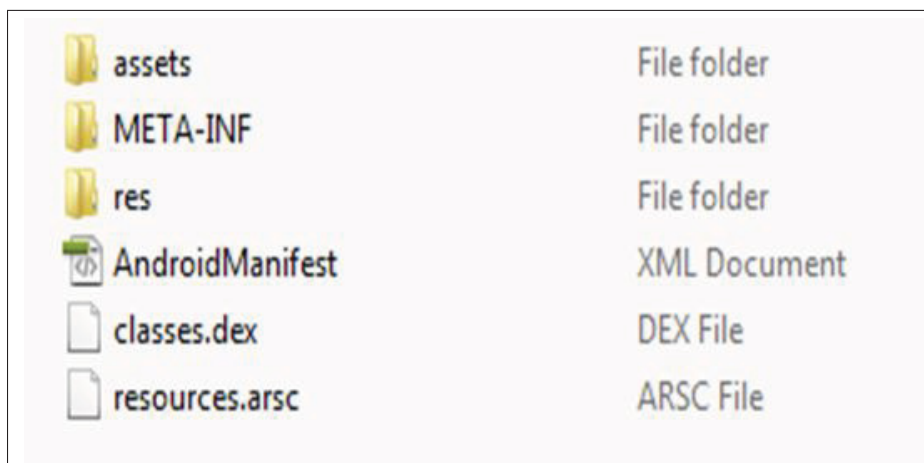 assets File folder
META-INF File folder
res File folder
AndroidManifest XML Document
classes.dex DEX File
resources.arsc ARSC File